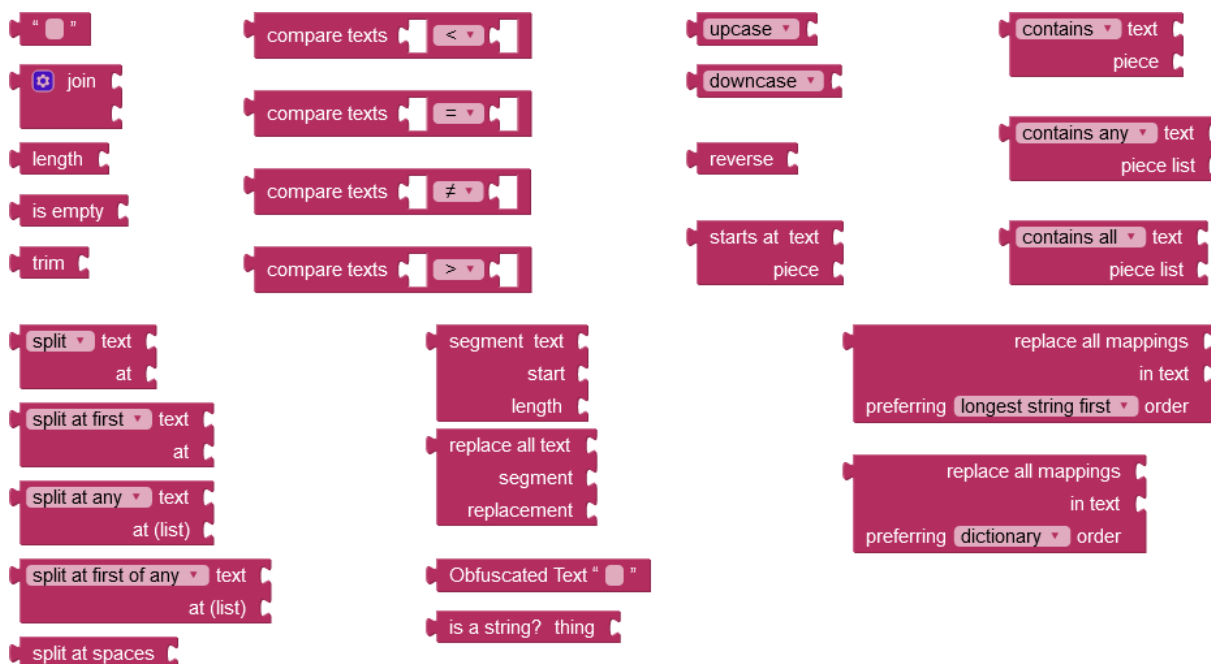 “ ”
join
length
is empty
trim
compare texts <
compare texts =
compare texts ≠
compare texts >
upcase
downcase
reverse
starts at text
piece
contains text
piece
contains any text
piece list
contains all text
piece list
split text
at
split at first text
at
split at any text
at (list)
split at first of any text
at (list)
split at spaces
segment text
start
length
replace all text
segment
replacement
Obfuscated Text “ ”
is a string? thing
replace all mappings
in text
preferring longest string first order
replace all mappings
in text
preferring dictionary order